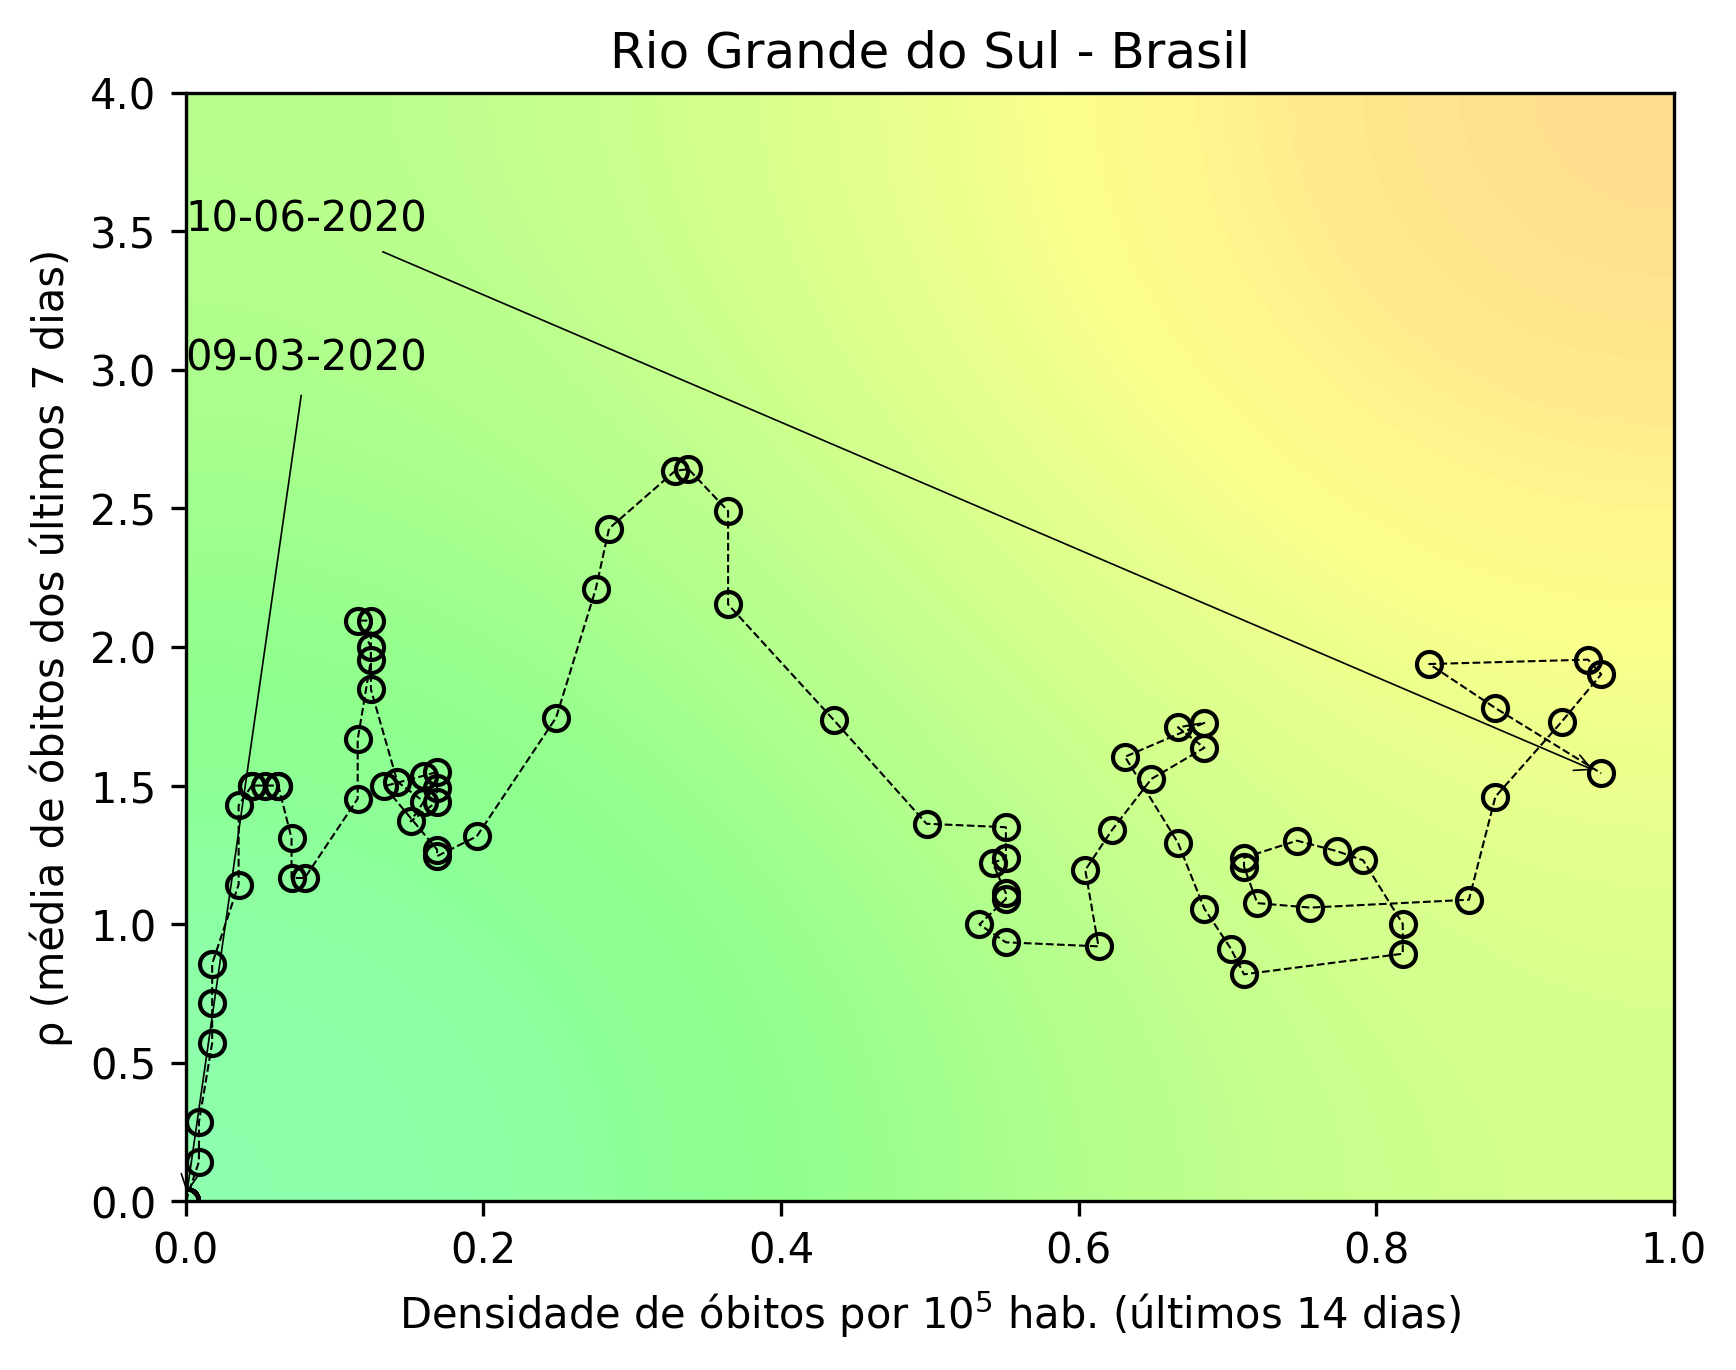 Rio Grande do Sul - Brasil
4.0
3.5
3.0
2.5
2.0
1.5
1.0
0.5
0.0
ρ (média de óbitos dos últimos 7 dias)
10-06-2020
09-03-2020
0.0 0.2 0.4 0.6 0.8 1.0
Densidade de óbitos por 10⁵ hab. (últimos 14 dias)